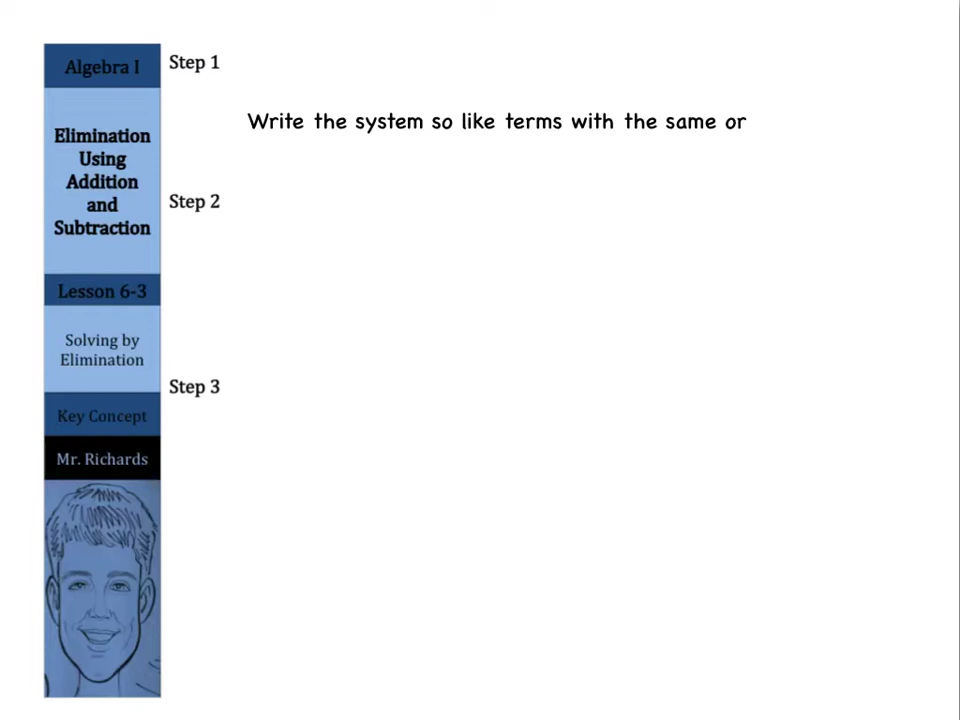 Algebra I
Elimination
Using
Addition
and
Subtraction
Lesson 6-3
Solving by
Elimination
Key Concept
Mr. Richards
Step 1
Write the system so like terms with the same or
Step 2
Step 3